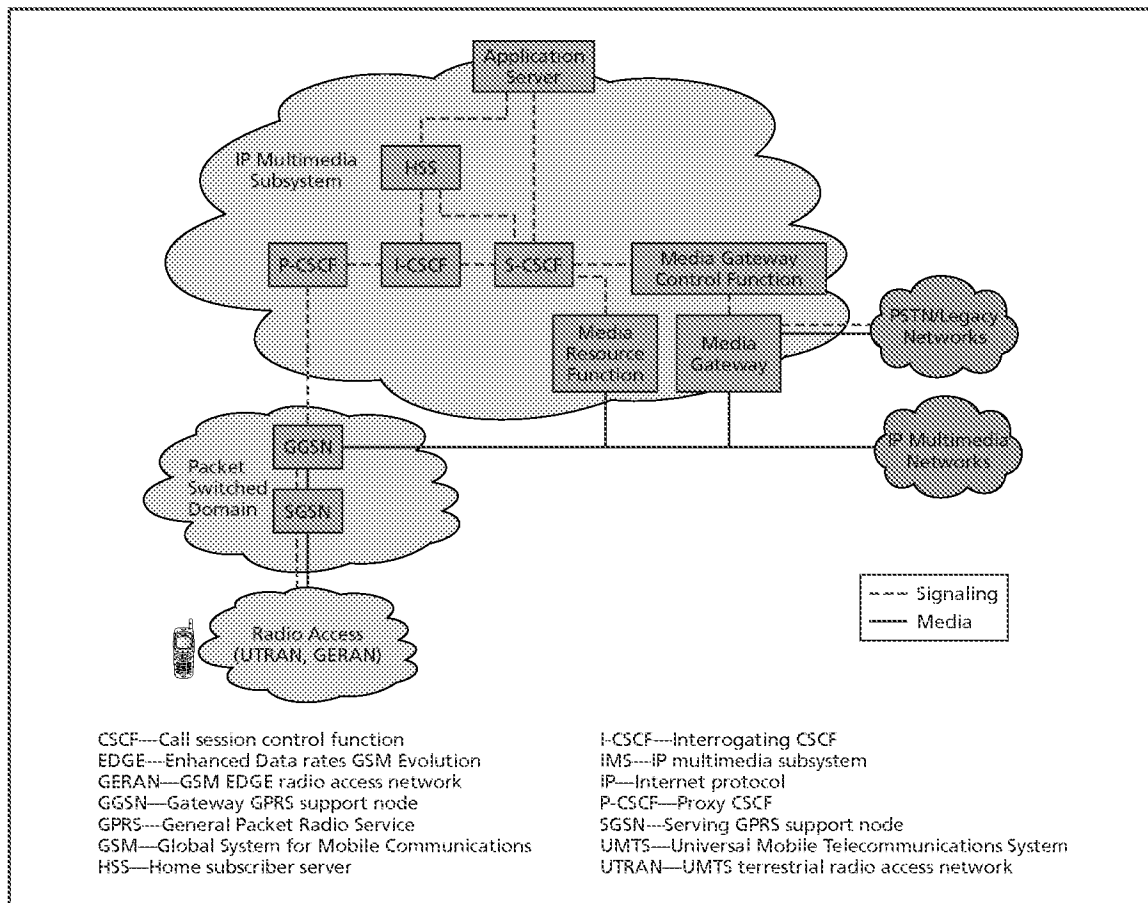 Application
Server
IP Multimedia
Subsystem
HSS
P-CSCF
I-CSCF
S-CSCF
Media Gateway
Control Function
PSTN/Legacy
Networks
Media
Resource
Function
Media
Gateway
GGSN
IP Multimedia
Networks
Packet
Switched
Domain
SGSN
Signaling
Media
Radio Access
(UTRAN, GERAN)
CSCF—Call session control function
EDGE—Enhanced Data rates GSM Evolution
GERAN—GSM EDGE radio access network
GGSN—Gateway GPRS support node
GPRS—General Packet Radio Service
GSM—Global System for Mobile Communications
HSS—Home subscriber server
I-CSCF—Interrogating CSCF
IMS—IP multimedia subsystem
IP—Internet protocol
P-CSCF—Proxy CSCF
SGSN—Serving GPRS support node
UMTS—Universal Mobile Telecommunications System
UTRAN—UMTS terrestrial radio access network